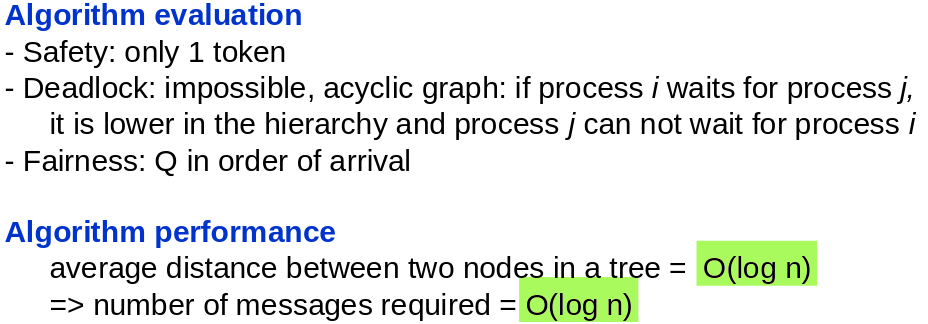 Algorithm evaluation
- Safety: only 1 token
- Deadlock: impossible, acyclic graph: if process i waits for process j,
it is lower in the hierarchy and process j can not wait for process i
- Fairness: Q in order of arrival
Algorithm performance
average distance between two nodes in a tree = O(log n)
=> number of messages required = O(log n)